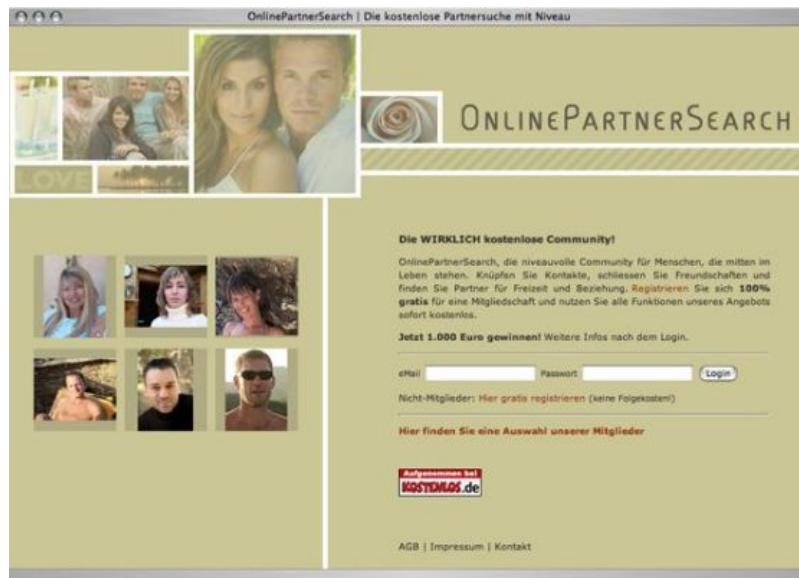 OnlinePartnerSearch | Die kostenlose Partnersuche mit Niveau
ONLINEPARTNERSEARCH
LOVE
Die WIRKLICH kostenlose Community!
OnlinePartnerSearch, die niveauvolle Community für Menschen, die mitten im
Leben stehen. Knüpfen Sie Kontakte, schliessen Sie Freundschaften und
finden Sie Partner für Freizeit und Beziehung. Registrieren Sie sich 100%
gratis für eine Mitgliedschaft und nutzen Sie alle Funktionen unseres Angebots
sofort kostenlos.
Jetzt 1.000 Euro gewinnen! Weitere Infos nach dem Login.
eMail Passwort Login
Nicht-Mitglieder: Hier gratis registrieren (keine Folgekosten!)
Hier finden Sie eine Auswahl unserer Mitglieder
Aufgenommen bei
KOSTENLOS.de
AGB | Impressum | Kontakt